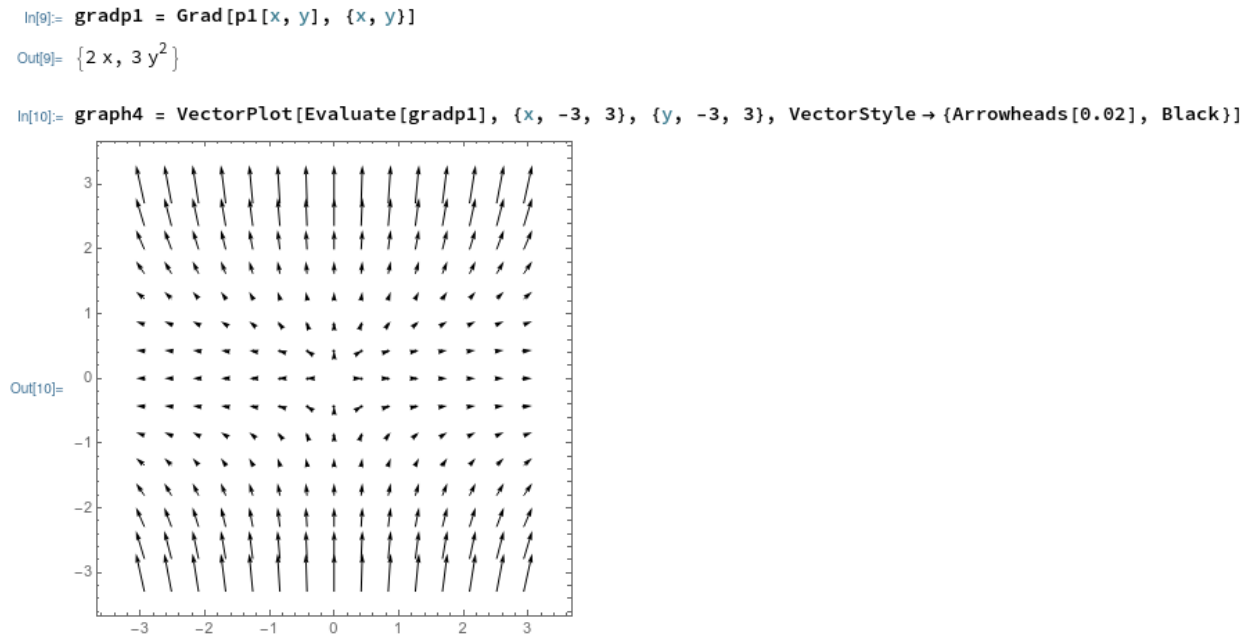 In[9]:= gradp1 = Grad[p1[x, y], {x, y}]
Out[9]= {2 x, 3 y²}
In[10]:= graph4 = VectorPlot[Evaluate[gradp1], {x, -3, 3}, {y, -3, 3}, VectorStyle → {Arrowheads[0.02], Black}]
3
2
1
Out[10]= 0
-1
-2
-3
-3 -2 -1 0 1 2 3